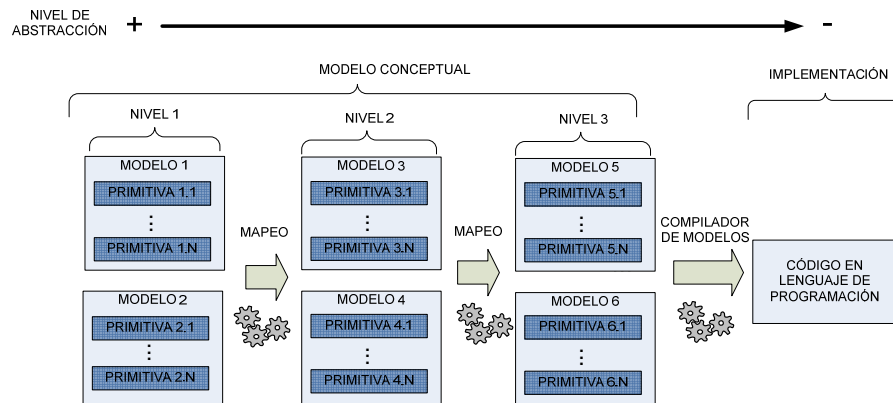 NIVEL DE
ABSTRACCIÓN
+
-
MODELO CONCEPTUAL
IMPLEMENTACIÓN
NIVEL 1
NIVEL 2
NIVEL 3
MODELO 1
PRIMITIVA 1.1
⋮
PRIMITIVA 1.N
MODELO 2
PRIMITIVA 2.1
⋮
PRIMITIVA 2.N
MAPEO
MODELO 3
PRIMITIVA 3.1
⋮
PRIMITIVA 3.N
MODELO 4
PRIMITIVA 4.1
⋮
PRIMITIVA 4.N
MAPEO
MODELO 5
PRIMITIVA 5.1
⋮
PRIMITIVA 5.N
MODELO 6
PRIMITIVA 6.1
⋮
PRIMITIVA 6.N
COMPILADOR
DE MODELOS
CÓDIGO EN
LENGUAJE DE
PROGRAMACIÓN